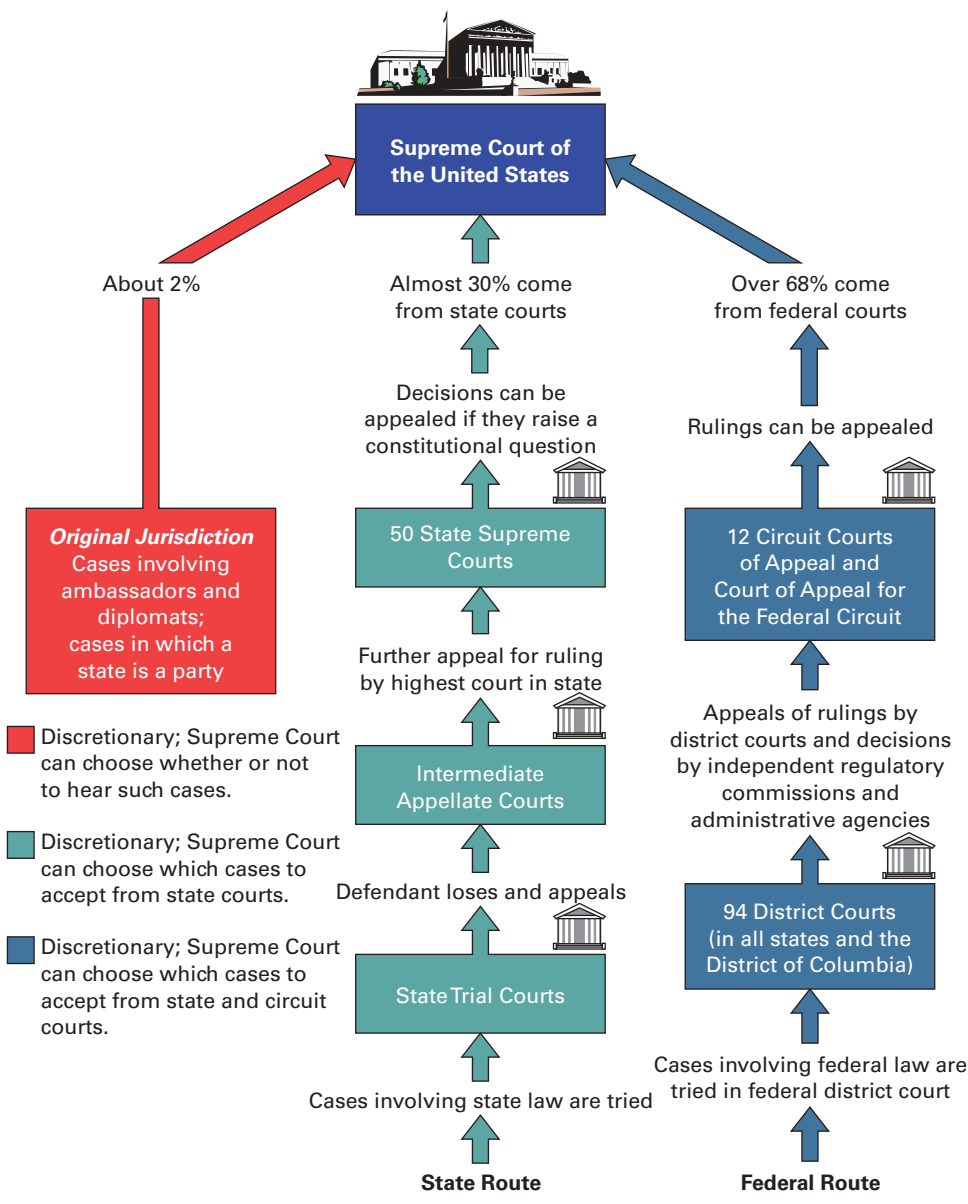 Supreme Court of
the United States
About 2%
Almost 30% come
from state courts
Over 68% come
from federal courts
Decisions can be
appealed if they raise a
constitutional question
Rulings can be appealed
Original Jurisdiction
Cases involving
ambassadors and
diplomats;
cases in which a
state is a party
50 State Supreme
Courts
12 Circuit Courts
of Appeal and
Court of Appeal for
the Federal Circuit
Further appeal for ruling
by highest court in state
Appeals of rulings by
district courts and decisions
by independent regulatory
commissions and
administrative agencies
Discretionary; Supreme Court
can choose whether or not
to hear such cases.
Intermediate
Appellate Courts
Discretionary; Supreme Court
can choose which cases to
accept from state courts.
Defendant loses and appeals
94 District Courts
(in all states and the
District of Columbia)
Discretionary; Supreme Court
can choose which cases to
accept from state and circuit
courts.
State Trial Courts
Cases involving federal law are
tried in federal district court
Cases involving state law are tried
State Route
Federal Route